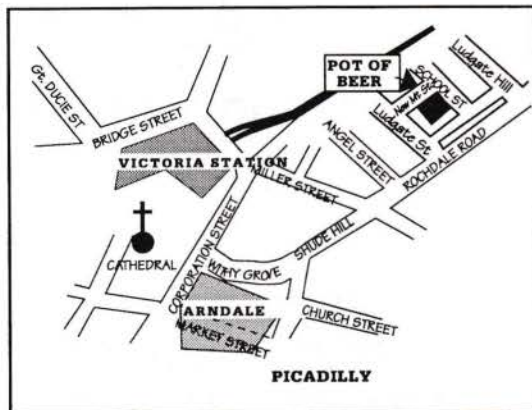 Gt. DUCIE ST
BRIDGE STREET
POT OF
BEER
SCHOOL ST
Ludgate Hill
New Mt. St
Ludgate St
ANGEL STREET
ROCHDALE ROAD
VICTORIA STATION
MILLER STREET
CATHEDRAL
CORPORATION STREET
WITHY GROVE
SHUDE HILL
ARNDALE
MARKET STREET
CHURCH STREET
PICADILLY